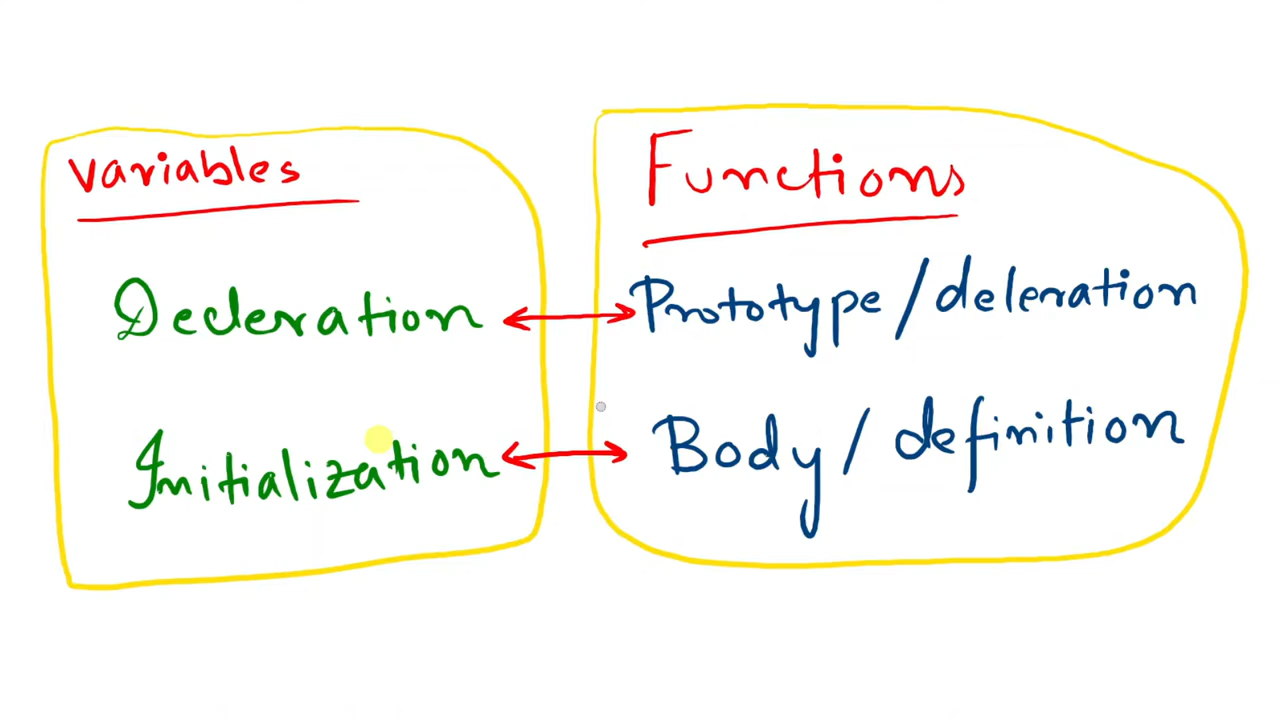 Variables
Decleration
Initialization
Functions
Prototype / deleration
Body / definition